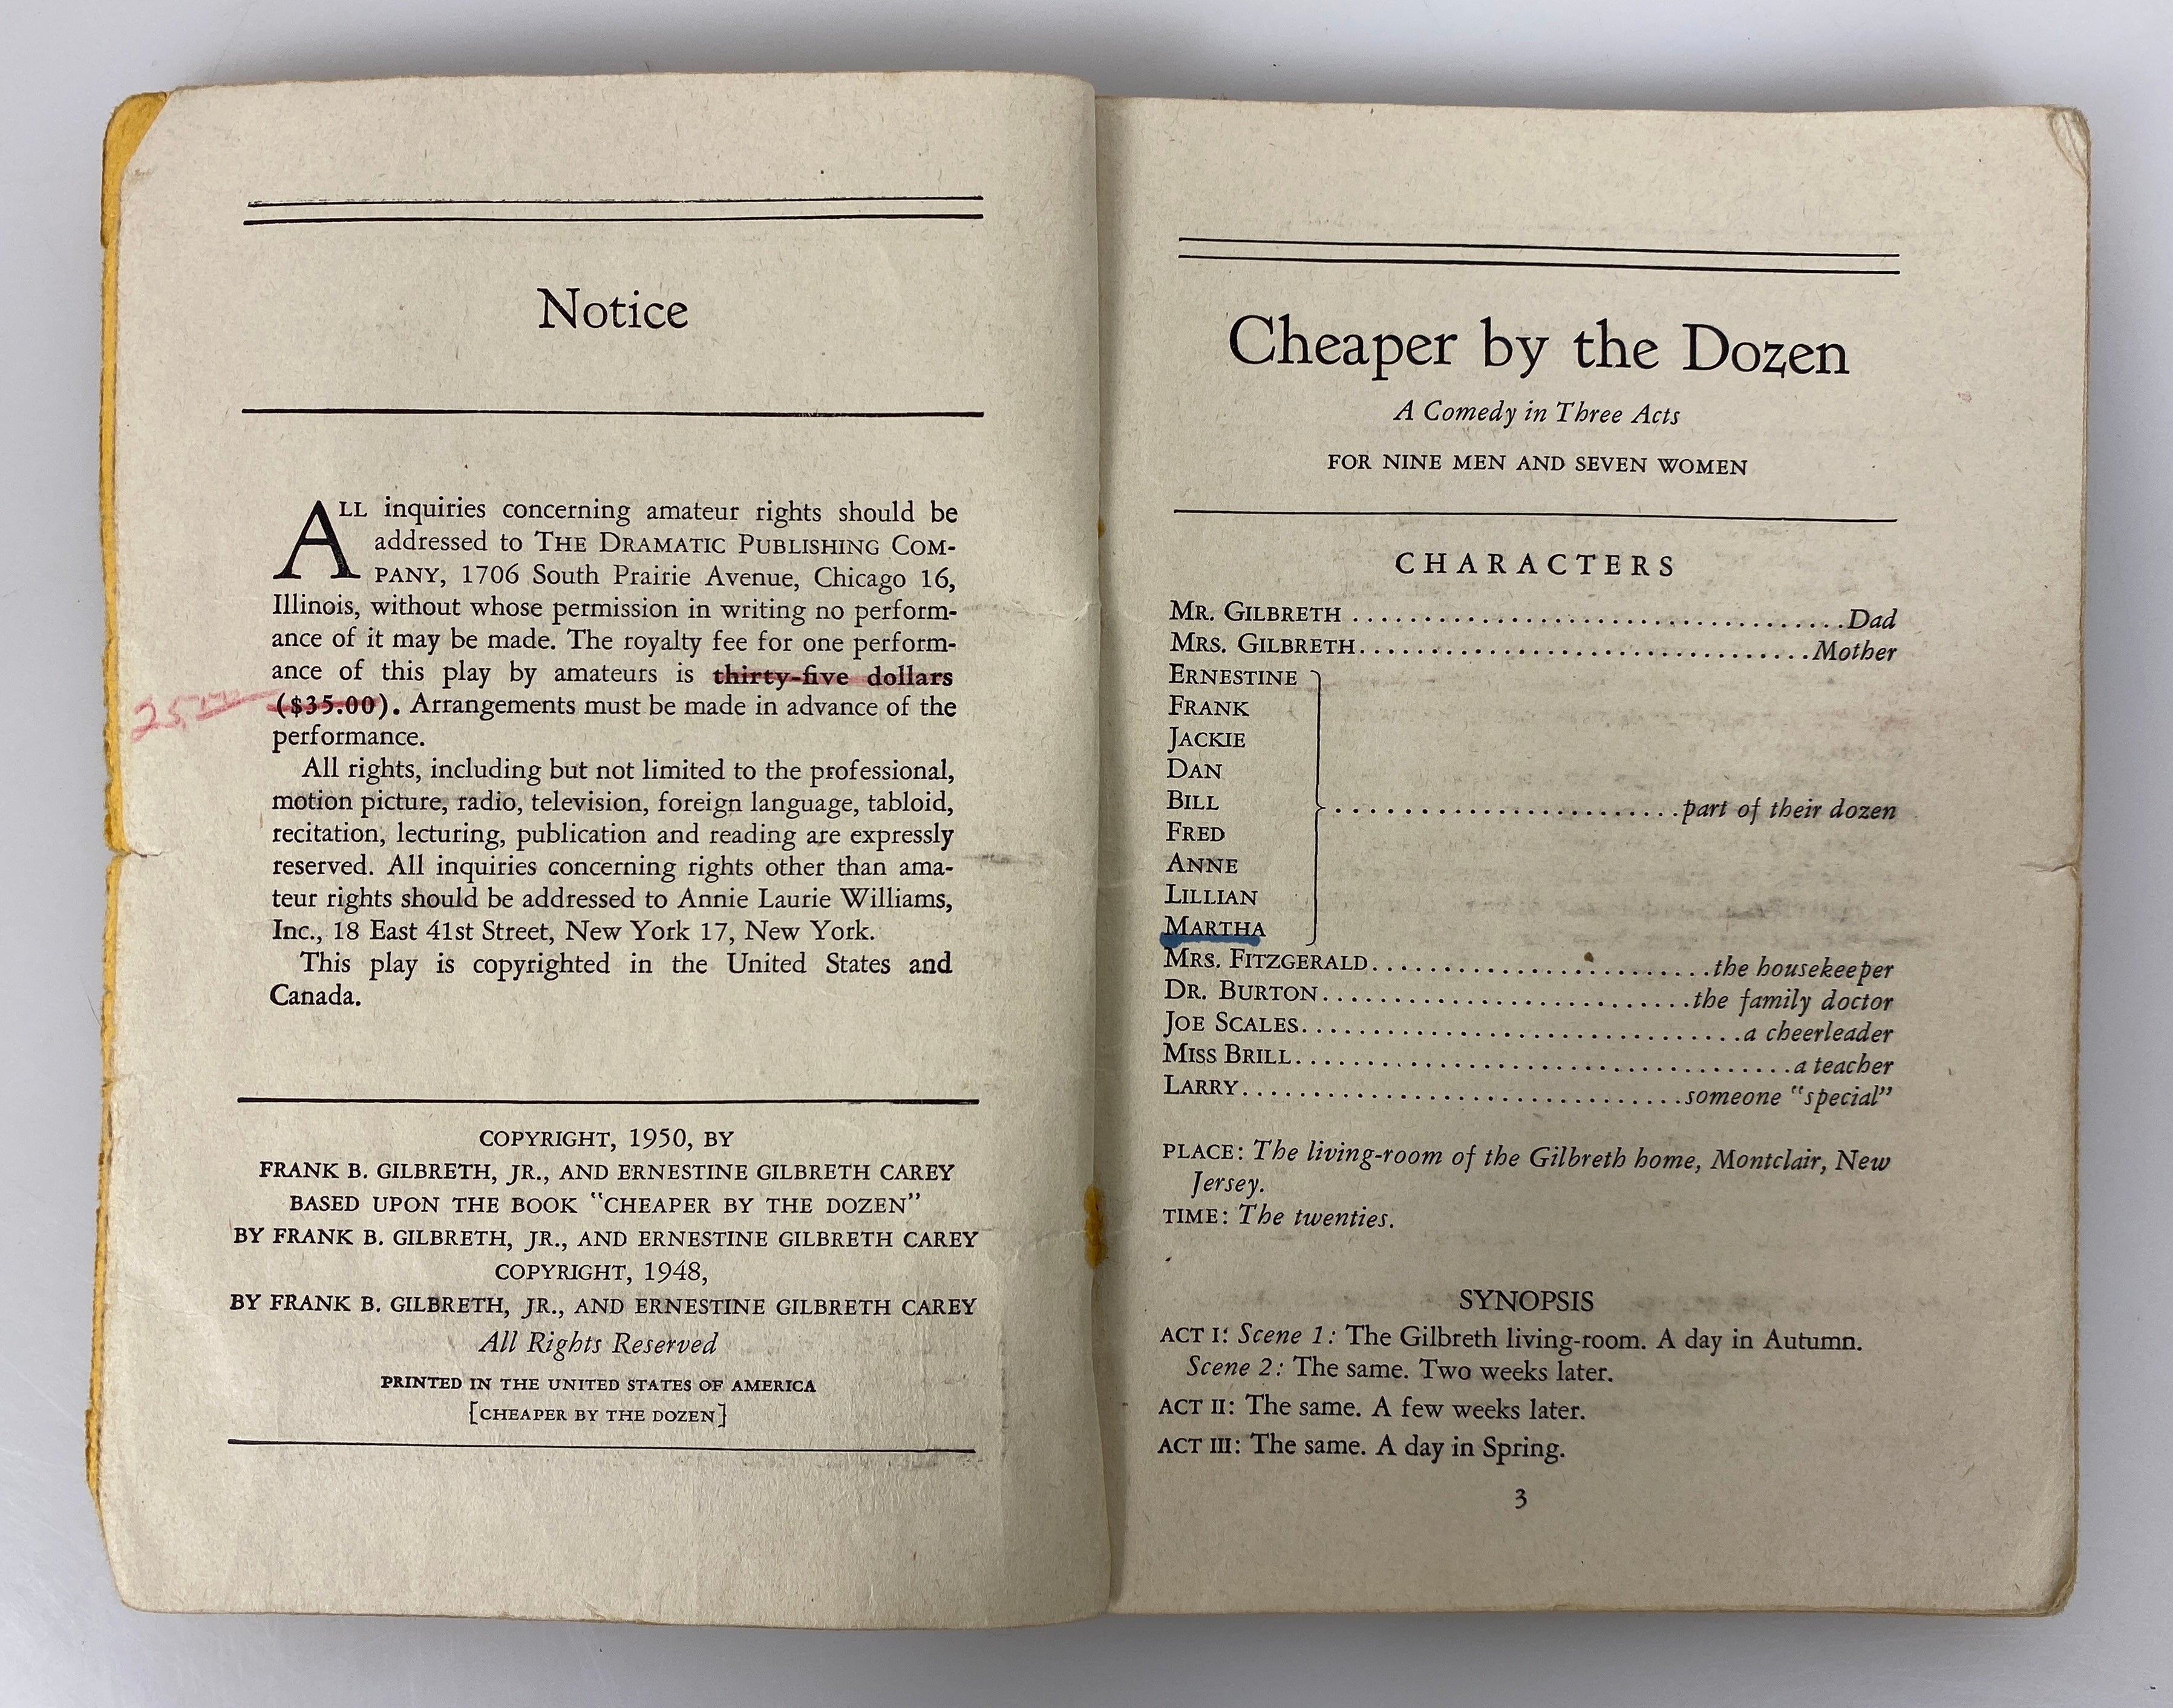 Notice
ALL inquiries concerning amateur rights should be
addressed to THE DRAMATIC PUBLISHING COM-
PANY, 1706 South Prairie Avenue, Chicago 16,
Illinois, without whose permission in writing no perform-
ance of it may be made. The royalty fee for one perform-
ance of this play by amateurs is thirty-five dollars
25.00 ($35.00). Arrangements must be made in advance of the
performance.
All rights, including but not limited to the professional,
motion picture, radio, television, foreign language, tabloid,
recitation, lecturing, publication and reading are expressly
reserved. All inquiries concerning rights other than ama-
teur rights should be addressed to Annie Laurie Williams,
Inc., 18 East 41st Street, New York 17, New York.
This play is copyrighted in the United States and
Canada.
COPYRIGHT, 1950, BY
FRANK B. GILBRETH, JR., AND ERNESTINE GILBRETH CAREY
BASED UPON THE BOOK "CHEAPER BY THE DOZEN"
BY FRANK B. GILBRETH, JR., AND ERNESTINE GILBRETH CAREY
COPYRIGHT, 1948,
BY FRANK B. GILBRETH, JR., AND ERNESTINE GILBRETH CAREY
All Rights Reserved
PRINTED IN THE UNITED STATES OF AMERICA
[CHEAPER BY THE DOZEN]
Cheaper by the Dozen
A Comedy in Three Acts
FOR NINE MEN AND SEVEN WOMEN
CHARACTERS
MR. GILBRETH ..................................Dad
MRS. GILBRETH...............................Mother
ERNESTINE
FRANK
JACKIE
DAN
BILL ........................part of their dozen
FRED
ANNE
LILLIAN
MARTHA
MRS. FITZGERALD........................the housekeeper
DR. BURTON..........................the family doctor
JOE SCALES...............................a cheerleader
MISS BRILL...................................a teacher
LARRY...............................someone "special"
PLACE: The living-room of the Gilbreth home, Montclair, New
Jersey.
TIME: The twenties.
SYNOPSIS
ACT I: Scene 1: The Gilbreth living-room. A day in Autumn.
Scene 2: The same. Two weeks later.
ACT II: The same. A few weeks later.
ACT III: The same. A day in Spring.
3